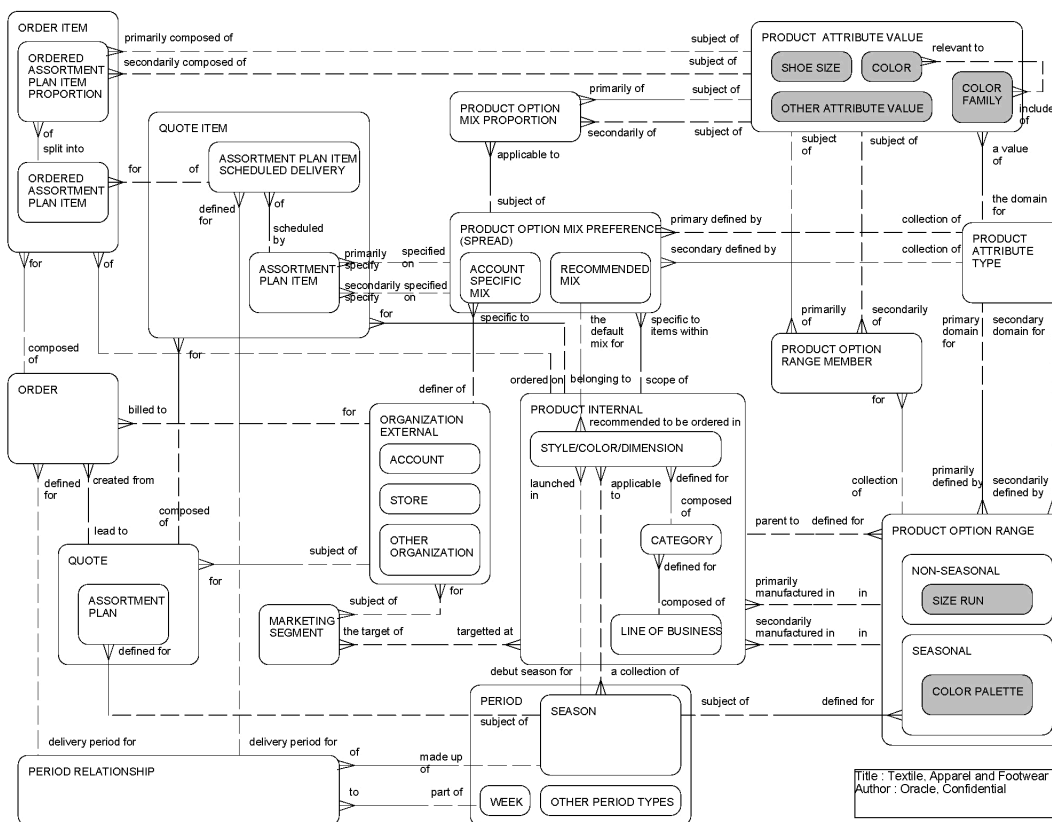 ORDER ITEM
ORDERED
ASSORTMENT
PLAN ITEM
PROPORTION
of
split into
ORDERED
ASSORTMENT
PLAN ITEM
primarily composed of
subject of
secondarily composed of
subject of
PRODUCT ATTRIBUTE VALUE
SHOE SIZE
COLOR
relevant to
COLOR
FAMILY
OTHER ATTRIBUTE VALUE
include
of
PRODUCT OPTION
MIX PROPORTION
primarily of
subject of
secondarily of
subject of
applicable to
subject of
subject
of
subject of
a value
of
the domain
for
QUOTE ITEM
ASSORTMENT PLAN ITEM
SCHEDULED DELIVERY
for
of
defined
for
of
scheduled
by
ASSORTMENT
PLAN ITEM
primarily
specify
specified
on
secondarily
specify
specified
on
PRODUCT OPTION MIX PREFERENCE
(SPREAD)
ACCOUNT
SPECIFIC
MIX
RECOMMENDED
MIX
primary defined by
collection of
secondary defined by
collection of
PRODUCT
ATTRIBUTE
TYPE
for
of
for
for
specific to
the
default
mix for
specific to
items within
primarilly
of
secondarily
of
primary
domain
for
secondary
domain for
PRODUCT OPTION
RANGE MEMBER
for
composed
of
ORDER
billed to
for
definer of
ordered on
belonging to
scope of
ORGANIZATION
EXTERNAL
ACCOUNT
STORE
OTHER
ORGANIZATION
PRODUCT INTERNAL
recommended to be ordered in
STYLE/COLOR/DIMENSION
launched
in
applicable
to
defined for
composed
of
CATEGORY
defined for
composed of
LINE OF BUSINESS
defined
for
created from
lead to
composed
of
collection
of
primarily
defined by
secondarily
defined by
parent to
defined for
QUOTE
ASSORTMENT
PLAN
defined for
subject of
for
for
subject of
MARKETING
SEGMENT
the target of
targetted at
primarily
manufactured in
in
secondarily
manufactured in
in
PRODUCT OPTION RANGE
NON-SEASONAL
SIZE RUN
SEASONAL
COLOR PALETTE
debut season for
a collection of
PERIOD
subject of
SEASON
subject of
defined for
WEEK
OTHER PERIOD TYPES
delivery period for
delivery period for
of
made up
of
to
part of
PERIOD RELATIONSHIP
Title : Textile, Apparel and Footwear
Author : Oracle, Confidential